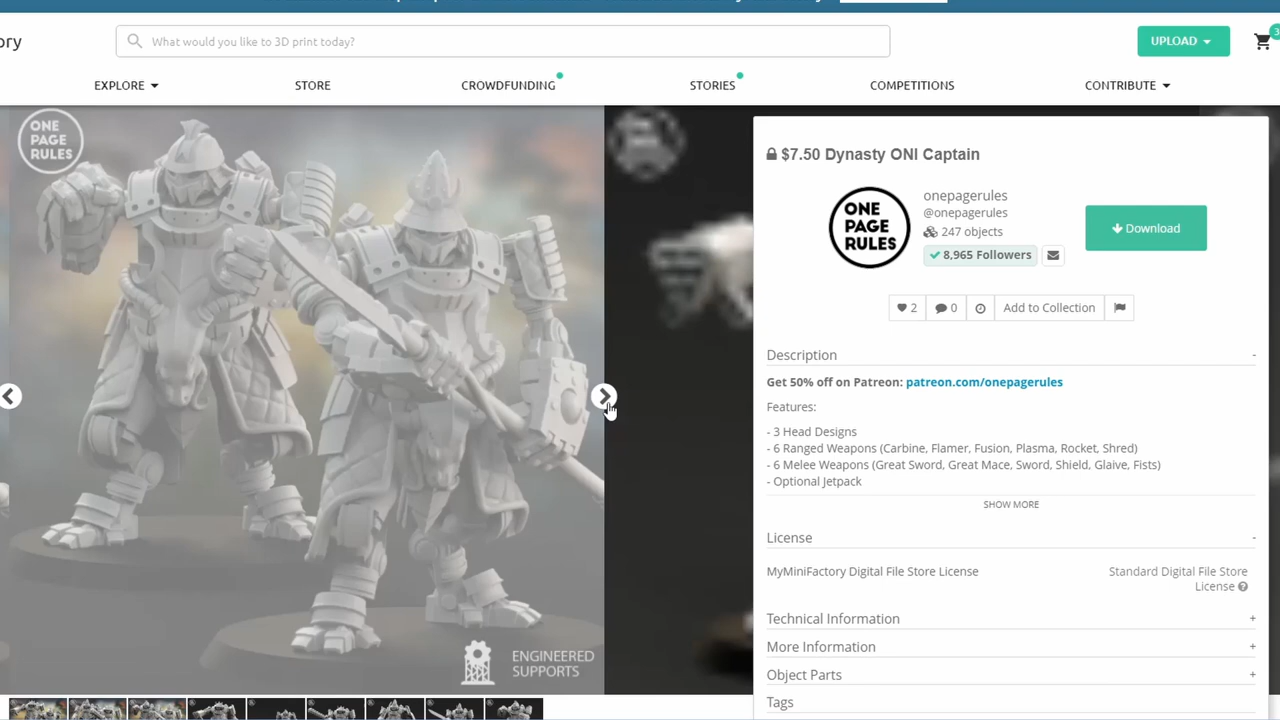 ory
What would you like to 3D print today?
UPLOAD
3
EXPLORE
STORE
CROWDFUNDING
STORIES
COMPETITIONS
CONTRIBUTE
ONE
PAGE
RULES
ENGINEERED
SUPPORTS
$7.50 Dynasty ONI Captain
ONE
PAGE
RULES
onepagerules
@onepagerules
247 objects
8,965 Followers
Download
2
0
Add to Collection
Description
-
Get 50% off on Patreon: patreon.com/onepagerules
Features:
- 3 Head Designs
- 6 Ranged Weapons (Carbine, Flamer, Fusion, Plasma, Rocket, Shred)
- 6 Melee Weapons (Great Sword, Great Mace, Sword, Shield, Glaive, Fists)
- Optional Jetpack
SHOW MORE
License
-
MyMiniFactory Digital File Store License
Standard Digital File Store
License
Technical Information
+
More Information
+
Object Parts
+
Tags